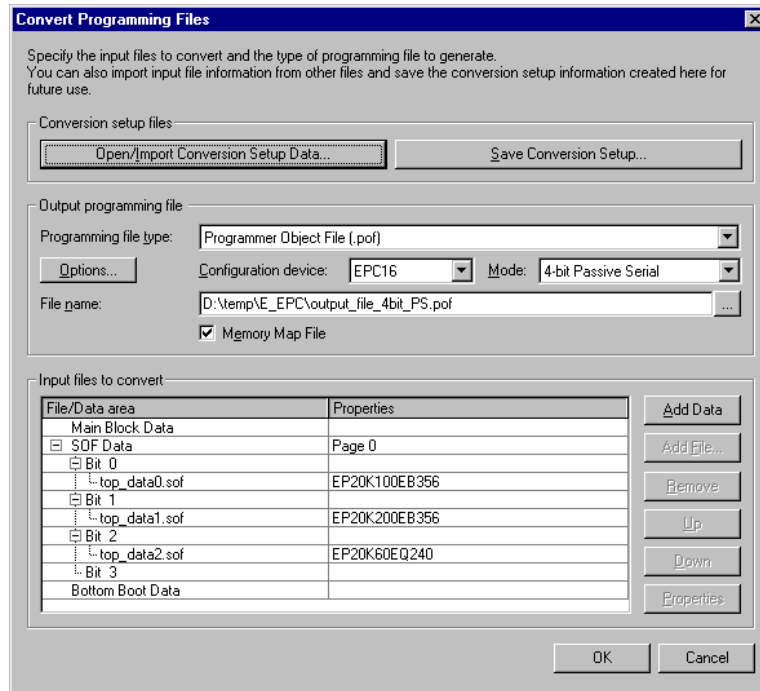 Convert Programming Files
Specify the input files to convert and the type of programming file to generate.
You can also import input file information from other files and save the conversion setup information created here for
future use.
Conversion setup files
Open/Import Conversion Setup Data...
Save Conversion Setup...
Output programming file
Programming file type:
Programmer Object File (.pof)
Options...
Configuration device:
EPC16
Mode:
4-bit Passive Serial
File name:
D:\temp\E_EPC\output_file_4bit_PS.pof
...
Memory Map File
Input files to convert
File/Data area
Properties
Add Data
Main Block Data
SOF Data
Page 0
Add File...
Bit 0
top_data0.sof
EP20K100EB356
Remove
Bit 1
top_data1.sof
EP20K200EB356
Up
Bit 2
top_data2.sof
EP20K60EQ240
Down
Bit 3
Bottom Boot Data
Properties
OK
Cancel